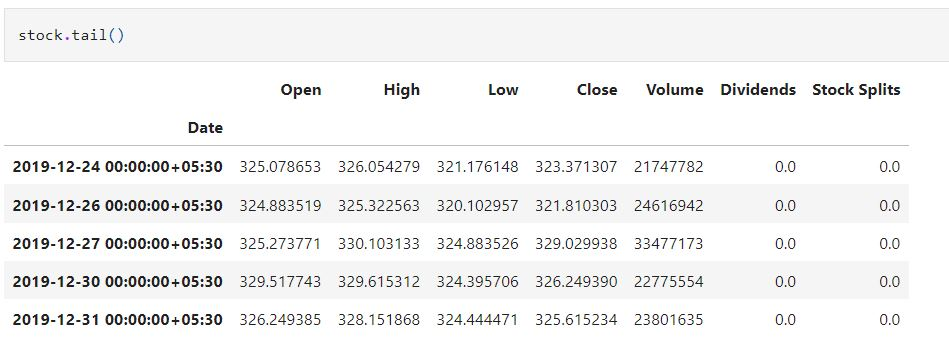 stock.tail()
Open High Low Close Volume Dividends Stock Splits
Date
2019-12-24 00:00:00+05:30 325.078653 326.054279 321.176148 323.371307 21747782 0.0 0.0
2019-12-26 00:00:00+05:30 324.883519 325.322563 320.102957 321.810303 24616942 0.0 0.0
2019-12-27 00:00:00+05:30 325.273771 330.103133 324.883526 329.029938 33477173 0.0 0.0
2019-12-30 00:00:00+05:30 329.517743 329.615312 324.395706 326.249390 22775554 0.0 0.0
2019-12-31 00:00:00+05:30 326.249385 328.151868 324.444471 325.615234 23801635 0.0 0.0